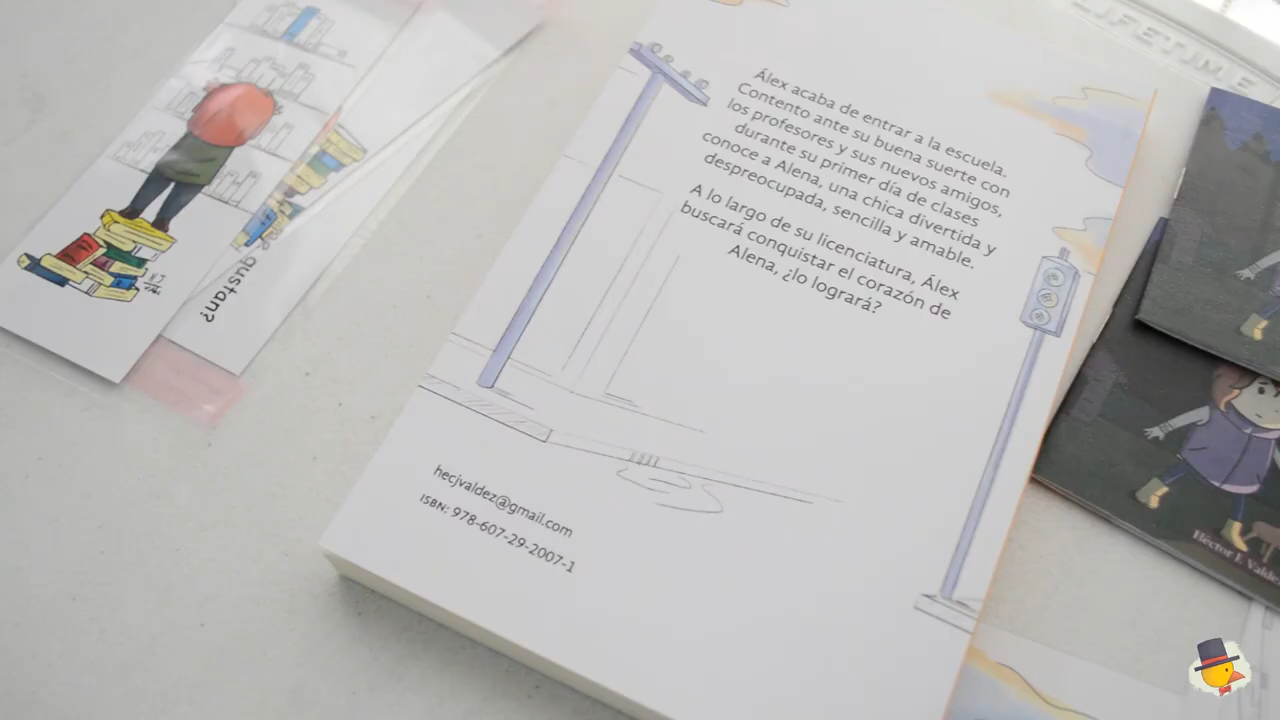 LIFETIME
Álex acaba de entrar a la escuela.
Contento ante su buena suerte con
los profesores y sus nuevos amigos,
durante su primer día de clases
conoce a Alena, una chica divertida y
despreocupada, sencilla y amable.
A lo largo de su licenciatura, Álex
buscará conquistar el corazón de
Alena, ¿lo logrará?
hecjvaldez@gmail.com
ISBN: 978-607-29-2007-1
gustan?
Héctor J. Valdez